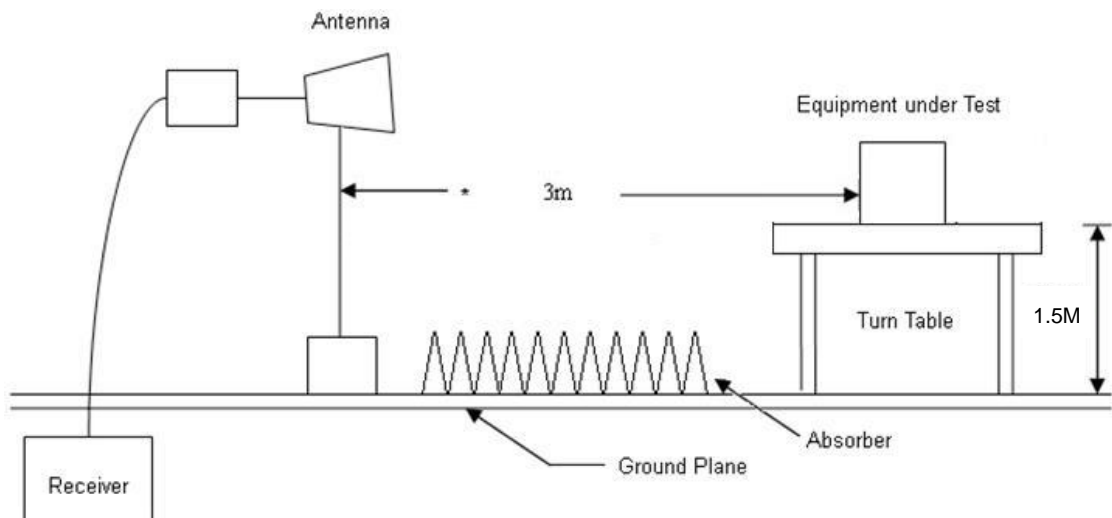 Antenna
Equipment under Test
* 3m
Turn Table
1.5M
Absorber
Ground Plane
Receiver